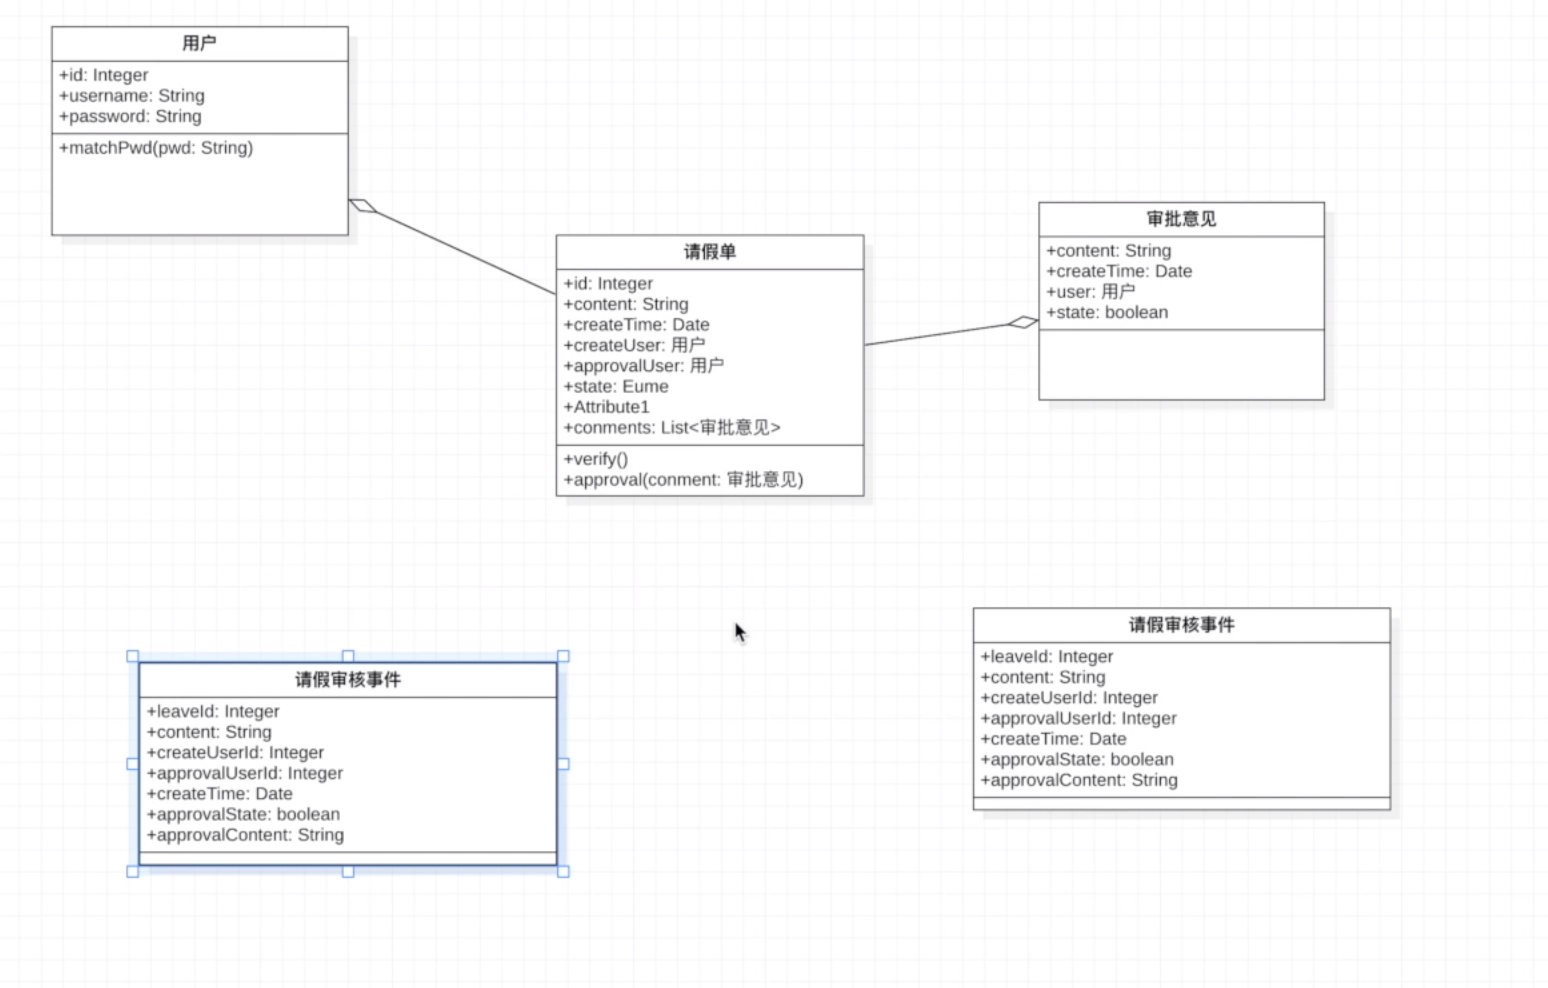 用户
+id: Integer
+username: String
+password: String
+matchPwd(pwd: String)
请假单
+id: Integer
+content: String
+createTime: Date
+createUser: 用户
+approvalUser: 用户
+state: Eume
+Attribute1
+conments: List<审批意见>
+verify()
+approval(conment: 审批意见)
审批意见
+content: String
+createTime: Date
+user: 用户
+state: boolean
请假审核事件
+leaveId: Integer
+content: String
+createUserId: Integer
+approvalUserId: Integer
+createTime: Date
+approvalState: boolean
+approvalContent: String
请假审核事件
+leaveId: Integer
+content: String
+createUserId: Integer
+approvalUserId: Integer
+createTime: Date
+approvalState: boolean
+approvalContent: String